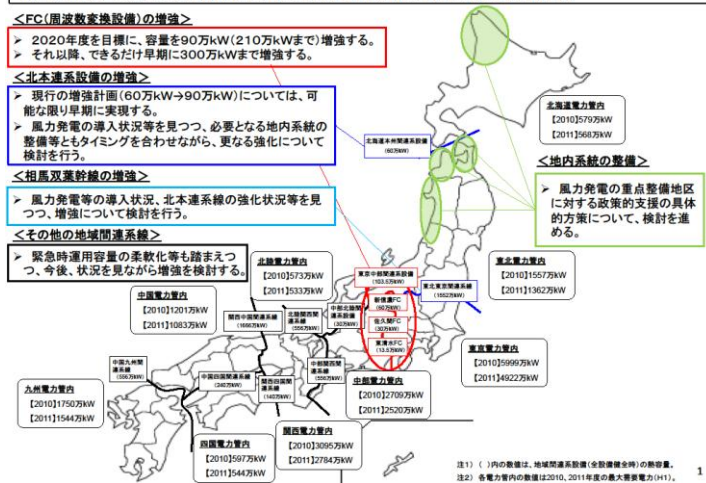 ＜FC(周波数変換設備)の増強＞
➢ 2020年度を目標に、容量を90万kW(210万kWまで)増強する。
➢ それ以降、できるだけ早期に300万kWまで増強する。
＜北本連系設備の増強＞
➢ 現行の増強計画(60万kW→90万kW)については、可
能な限り早期に実現する。
➢ 風力発電の導入状況等を見つつ、必要となる地内系統の
整備等ともタイミングを合わせながら、更なる強化について
検討を行う。
＜相馬双葉幹線の増強＞
➢ 風力発電等の導入状況、北本連系線の強化状況等を見
つつ、増強について検討を行う。
＜その他の地域間連系線＞
➢ 緊急時運用容量の柔軟化等も踏まえつ
つ、今後、状況を見ながら増強を検討する。
北海道電力管内
【2010】579万kW
【2011】568万kW
北海道本州間連系設備
(60万kW)
＜地内系統の整備＞
➢ 風力発電の重点整備地区
に対する政策的支援の具体
的方策について、検討を進
める。
東北電力管内
【2010】1557万kW
【2011】1362万kW
北陸電力管内
【2010】573万kW
【2011】533万kW
東京中部間連系設備
(103.5万kW)
新信濃FC
(60万kW)
佐久間FC
(30万kW)
東清水FC
(13.5万kW)
東北東京間連系線
(1552万kW)
中国電力管内
【2010】1201万kW
【2011】1083万kW
関西中国間連系線
(1666万kW)
北陸関西間
連系線
(556万kW)
中部北陸間
連系設備
(30万kW)
中国九州間
連系線
(556万kW)
中国四国間連系線
(240万kW)
関西四国間
連系設備
(140万kW)
中部関西間
連系線
(556万kW)
東京電力管内
【2010】5999万kW
【2011】4922万kW
九州電力管内
【2010】1750万kW
【2011】1544万kW
中部電力管内
【2010】2709万kW
【2011】2520万kW
四国電力管内
【2010】597万kW
【2011】544万kW
関西電力管内
【2010】3095万kW
【2011】2784万kW
注1) ( )内の数値は、地域間連系設備(全設備健全時)の熱容量。
注2) 各電力管内の数値は2010、2011年度の最大需要電力(H1)。
1